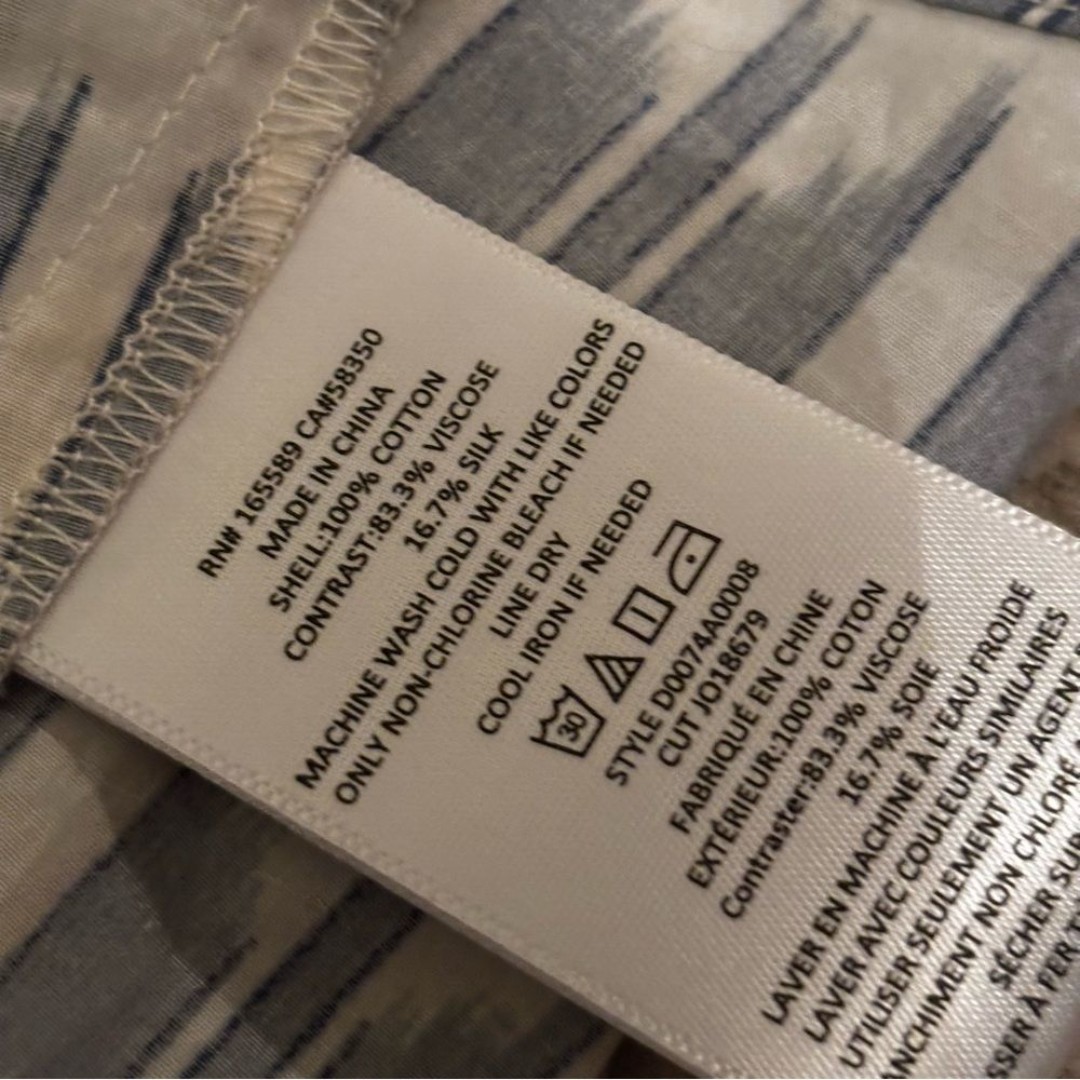 RN# 165589 CA#58350
MADE IN CHINA
SHELL:100% COTTON
CONTRAST:83.3% VISCOSE
16.7% SILK
MACHINE WASH COLD WITH LIKE COLORS
ONLY NON-CHLORINE BLEACH IF NEEDED
LINE DRY
COOL IRON IF NEEDED
30
STYLE D0074A0008
CUT JO18679
FABRIQUÉ EN CHINE
EXTÉRIEUR:100% COTON
Contraster:83.3% VISCOSE
16.7% SOIE
LAVER EN MACHINE À L'EAU FROIDE
LAVER AVEC COULEURS SIMILAIRES
UTILISER SEULEMENT UN AGENT
NON CHLORÉ
SÉCHER SUR
À FER